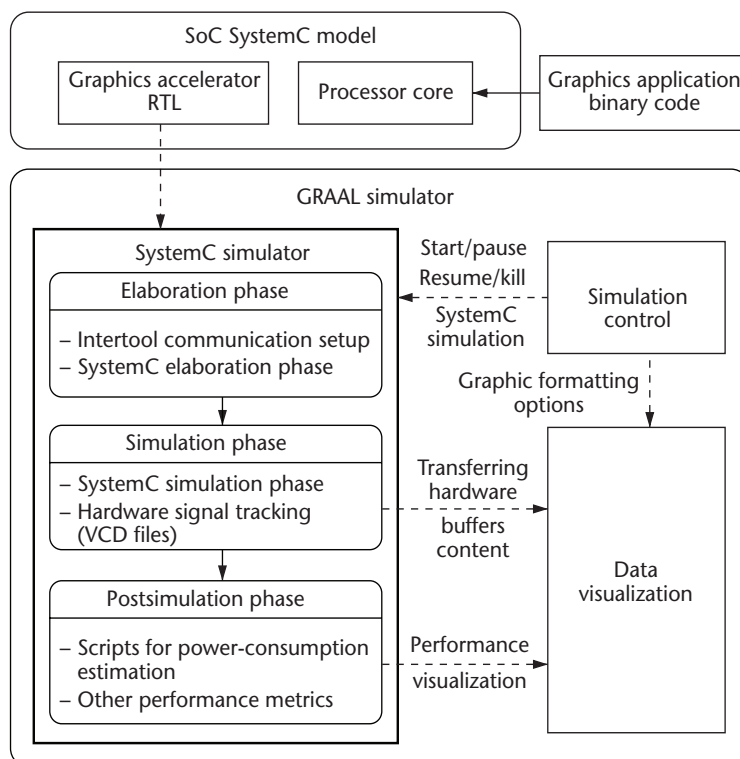 SoC SystemC model
Graphics accelerator
RTL
Processor core
Graphics application
binary code
GRAAL simulator
SystemC simulator
Elaboration phase
– Intertool communication setup
– SystemC elaboration phase
Simulation phase
– SystemC simulation phase
– Hardware signal tracking
(VCD files)
Postsimulation phase
– Scripts for power-consumption
estimation
– Other performance metrics
Start/pause
Resume/kill
SystemC
simulation
Simulation
control
Graphic formatting
options
Transferring
hardware
buffers
content
Data
visualization
Performance
visualization